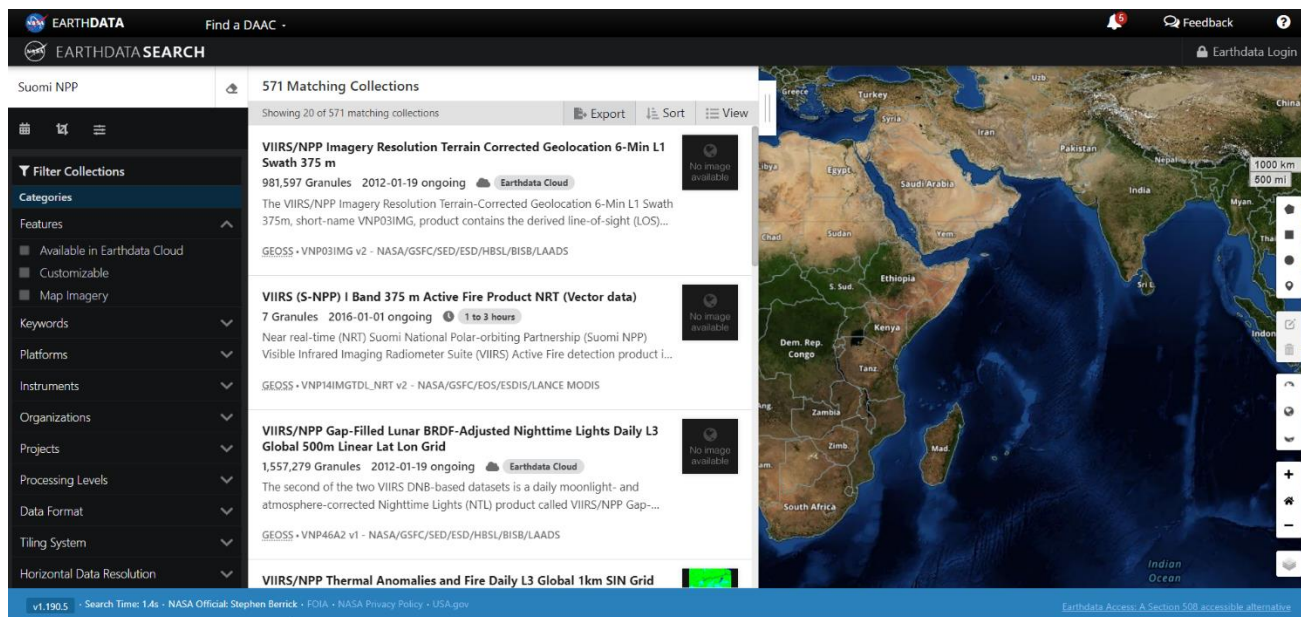 EARTHDATA
Find a DAAC
5
Feedback
?
EARTHDATA SEARCH
Earthdata Login
Suomi NPP
Filter Collections
Categories
Features
Available in Earthdata Cloud
Customizable
Map Imagery
Keywords
Platforms
Instruments
Organizations
Projects
Processing Levels
Data Format
Tiling System
Horizontal Data Resolution
571 Matching Collections
Showing 20 of 571 matching collections
Export
Sort
View
VIIRS/NPP Imagery Resolution Terrain Corrected Geolocation 6-Min L1
Swath 375 m
981,597 Granules 2012-01-19 ongoing Earthdata Cloud
The VIIRS/NPP Imagery Resolution Terrain-Corrected Geolocation 6-Min L1 Swath
375m, short-name VNP03IMG, product contains the derived line-of-sight (LOS)...
GEOSS • VNP03IMG v2 - NASA/GSFC/SED/ESD/HBSL/BISB/LAADS
No image
available
VIIRS (S-NPP) I Band 375 m Active Fire Product NRT (Vector data)
7 Granules 2016-01-01 ongoing 1 to 3 hours
Near real-time (NRT) Suomi National Polar-orbiting Partnership (Suomi NPP)
Visible Infrared Imaging Radiometer Suite (VIIRS) Active Fire detection product i...
GEOSS • VNP14IMGTDL_NRT v2 - NASA/GSFC/EOS/ESDIS/LANCE MODIS
No image
available
VIIRS/NPP Gap-Filled Lunar BRDF-Adjusted Nighttime Lights Daily L3
Global 500m Linear Lat Lon Grid
1,557,279 Granules 2012-01-19 ongoing Earthdata Cloud
The second of the two VIIRS DNB-based datasets is a daily moonlight- and
atmosphere-corrected Nighttime Lights (NTL) product called VIIRS/NPP Gap-...
GEOSS • VNP46A2 v1 - NASA/GSFC/SED/ESD/HBSL/BISB/LAADS
No image
available
VIIRS/NPP Thermal Anomalies and Fire Daily L3 Global 1km SIN Grid
Greece
Turkey
Uzb
China
Syria
Iran
Pakistan
Nepal
1000 km
500 mi
Libya
Egypt
Saudi Arabia
India
Myan.
Chad
Sudan
Yem.
Thai
S. Sud.
Ethiopia
Sri L.
Kenya
Indon
Dem. Rep.
Congo
Tanz.
Ang.
Zambia
Zimb
Mad.
South Africa
Indian
Ocean
v1.190.5 • Search Time: 1.4s • NASA Official: Stephen Berrick • FOIA • NASA Privacy Policy • USA.gov
Earthdata Access: A Section 508 accessible alternative